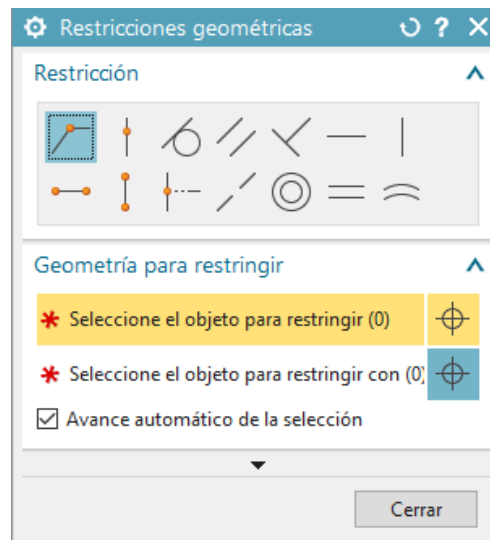 Restricciones geométricas
Restricción
Geometría para restringir
* Seleccione el objeto para restringir (0)
* Seleccione el objeto para restringir con (0)
Avance automático de la selección
Cerrar